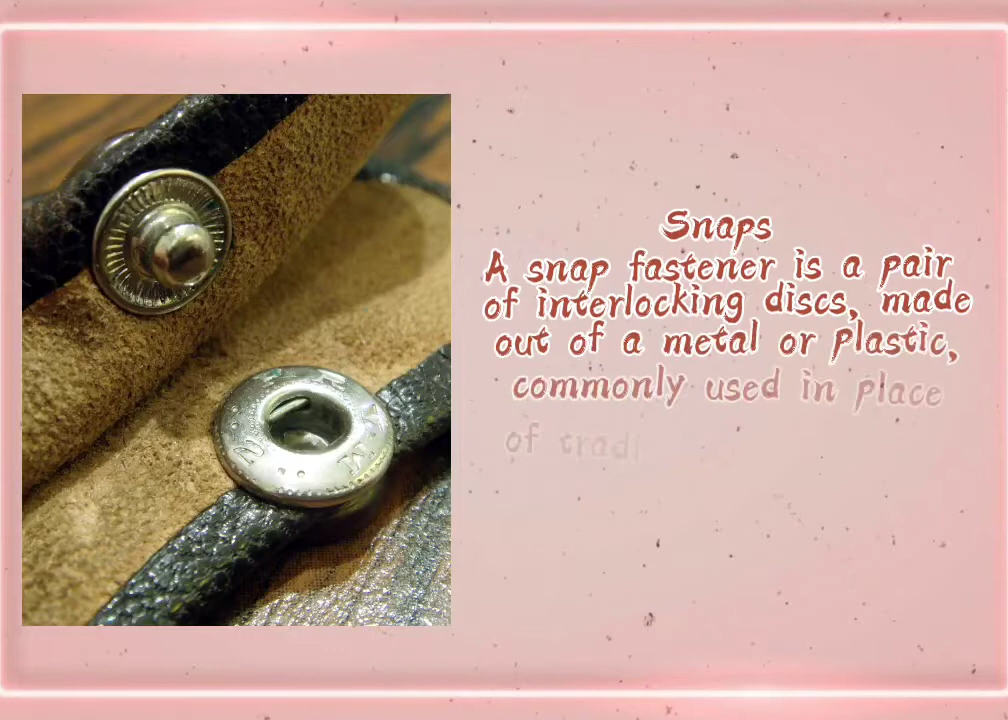 Snaps
A snap fastener is a pair
of interlocking discs, made
out of a metal or plastic,
commonly used in place
of tradi